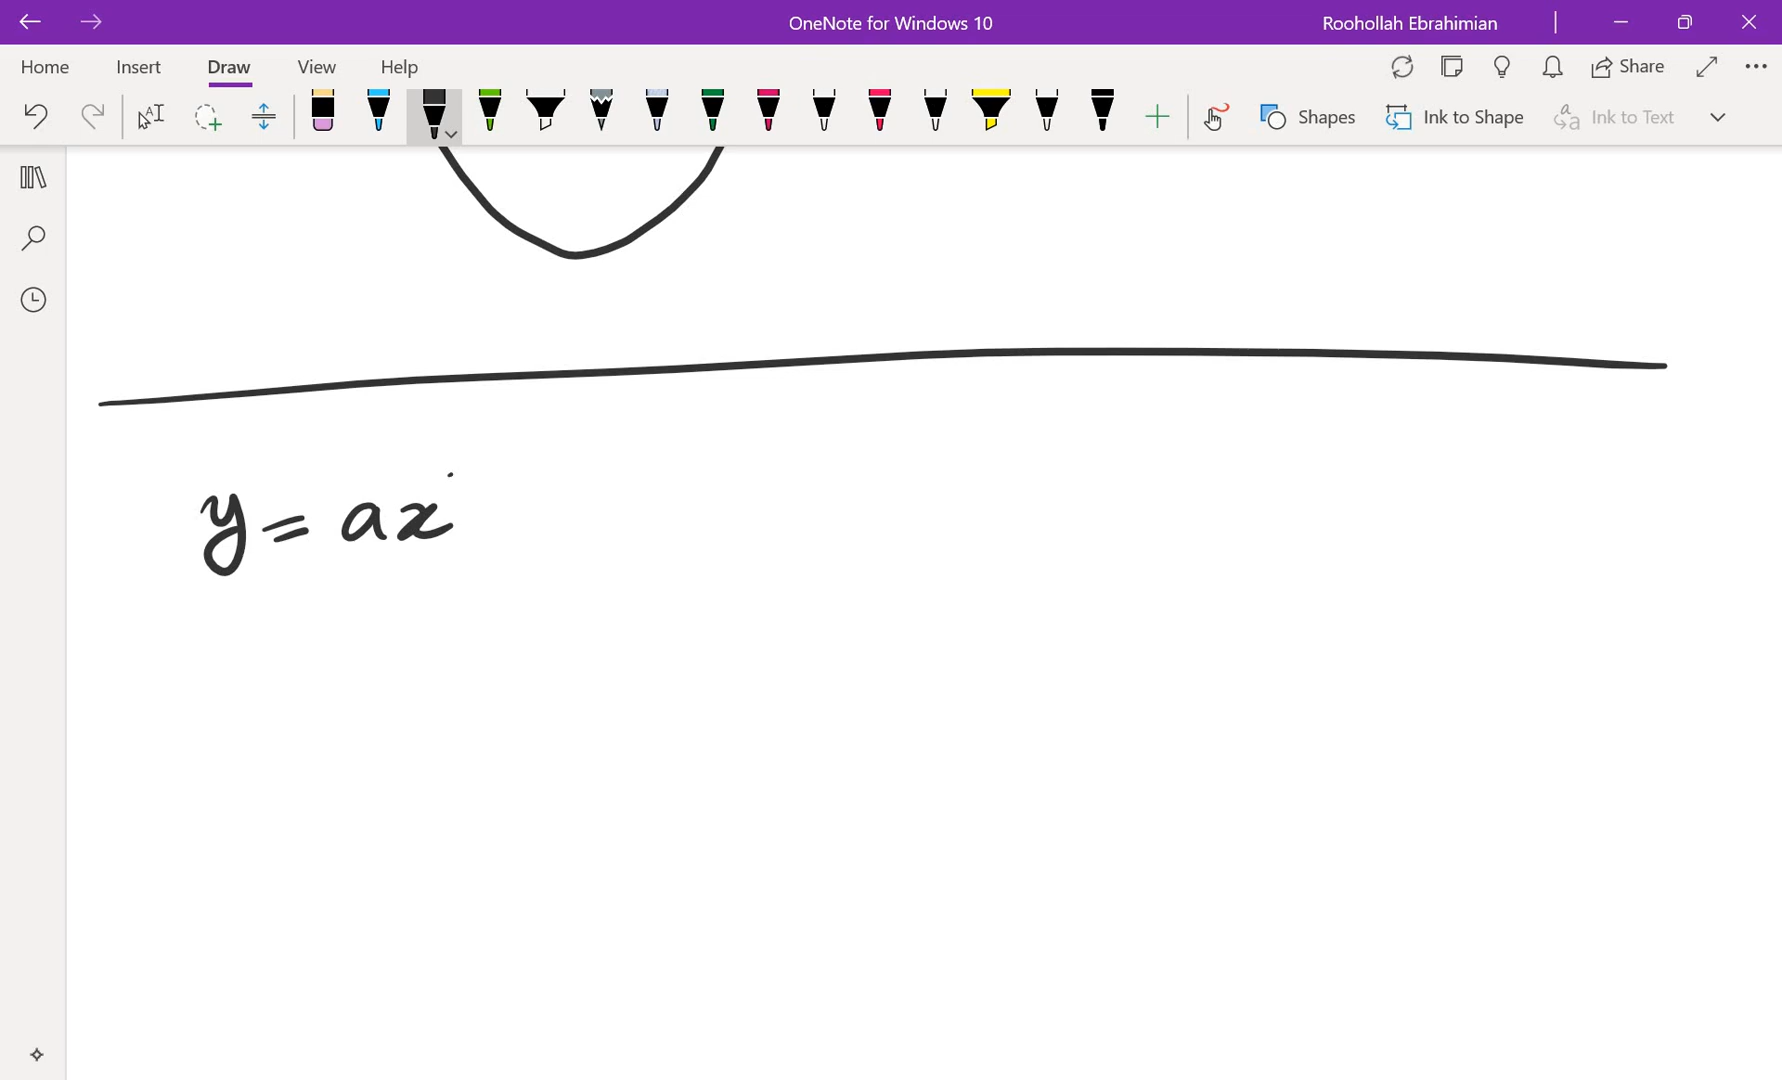 OneNote for Windows 10
Roohollah Ebrahimian
Home Insert Draw View Help
Share
Shapes Ink to Shape Ink to Text
y = ax